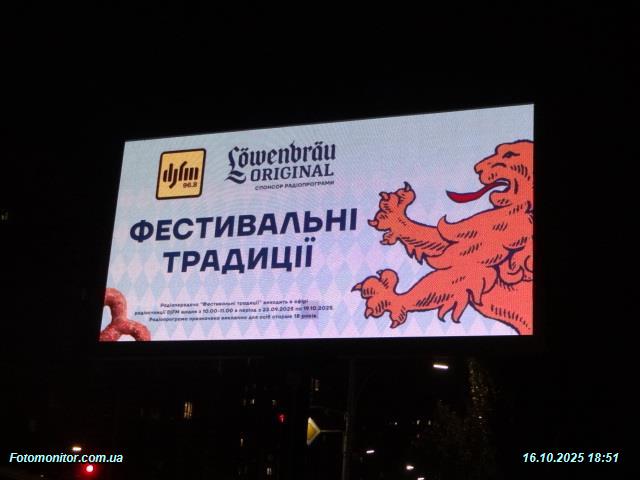 djfm
96.8
Löwenbräu
ORIGINAL
СПОНСОР РАДІОПРОГРАМИ
ФЕСТИВАЛЬНІ
ТРАДИЦІЇ
Радіопередача "Фестивальні традиції" виходить в ефірі
радіостанції DJFM щодня з 10.00-11.00 в період з 22.09.2025 по 19.10.2025.
Радіопрограма призначена виключно для осіб старше 18 років.
Fotomonitor.com.ua
16.10.2025 18:51